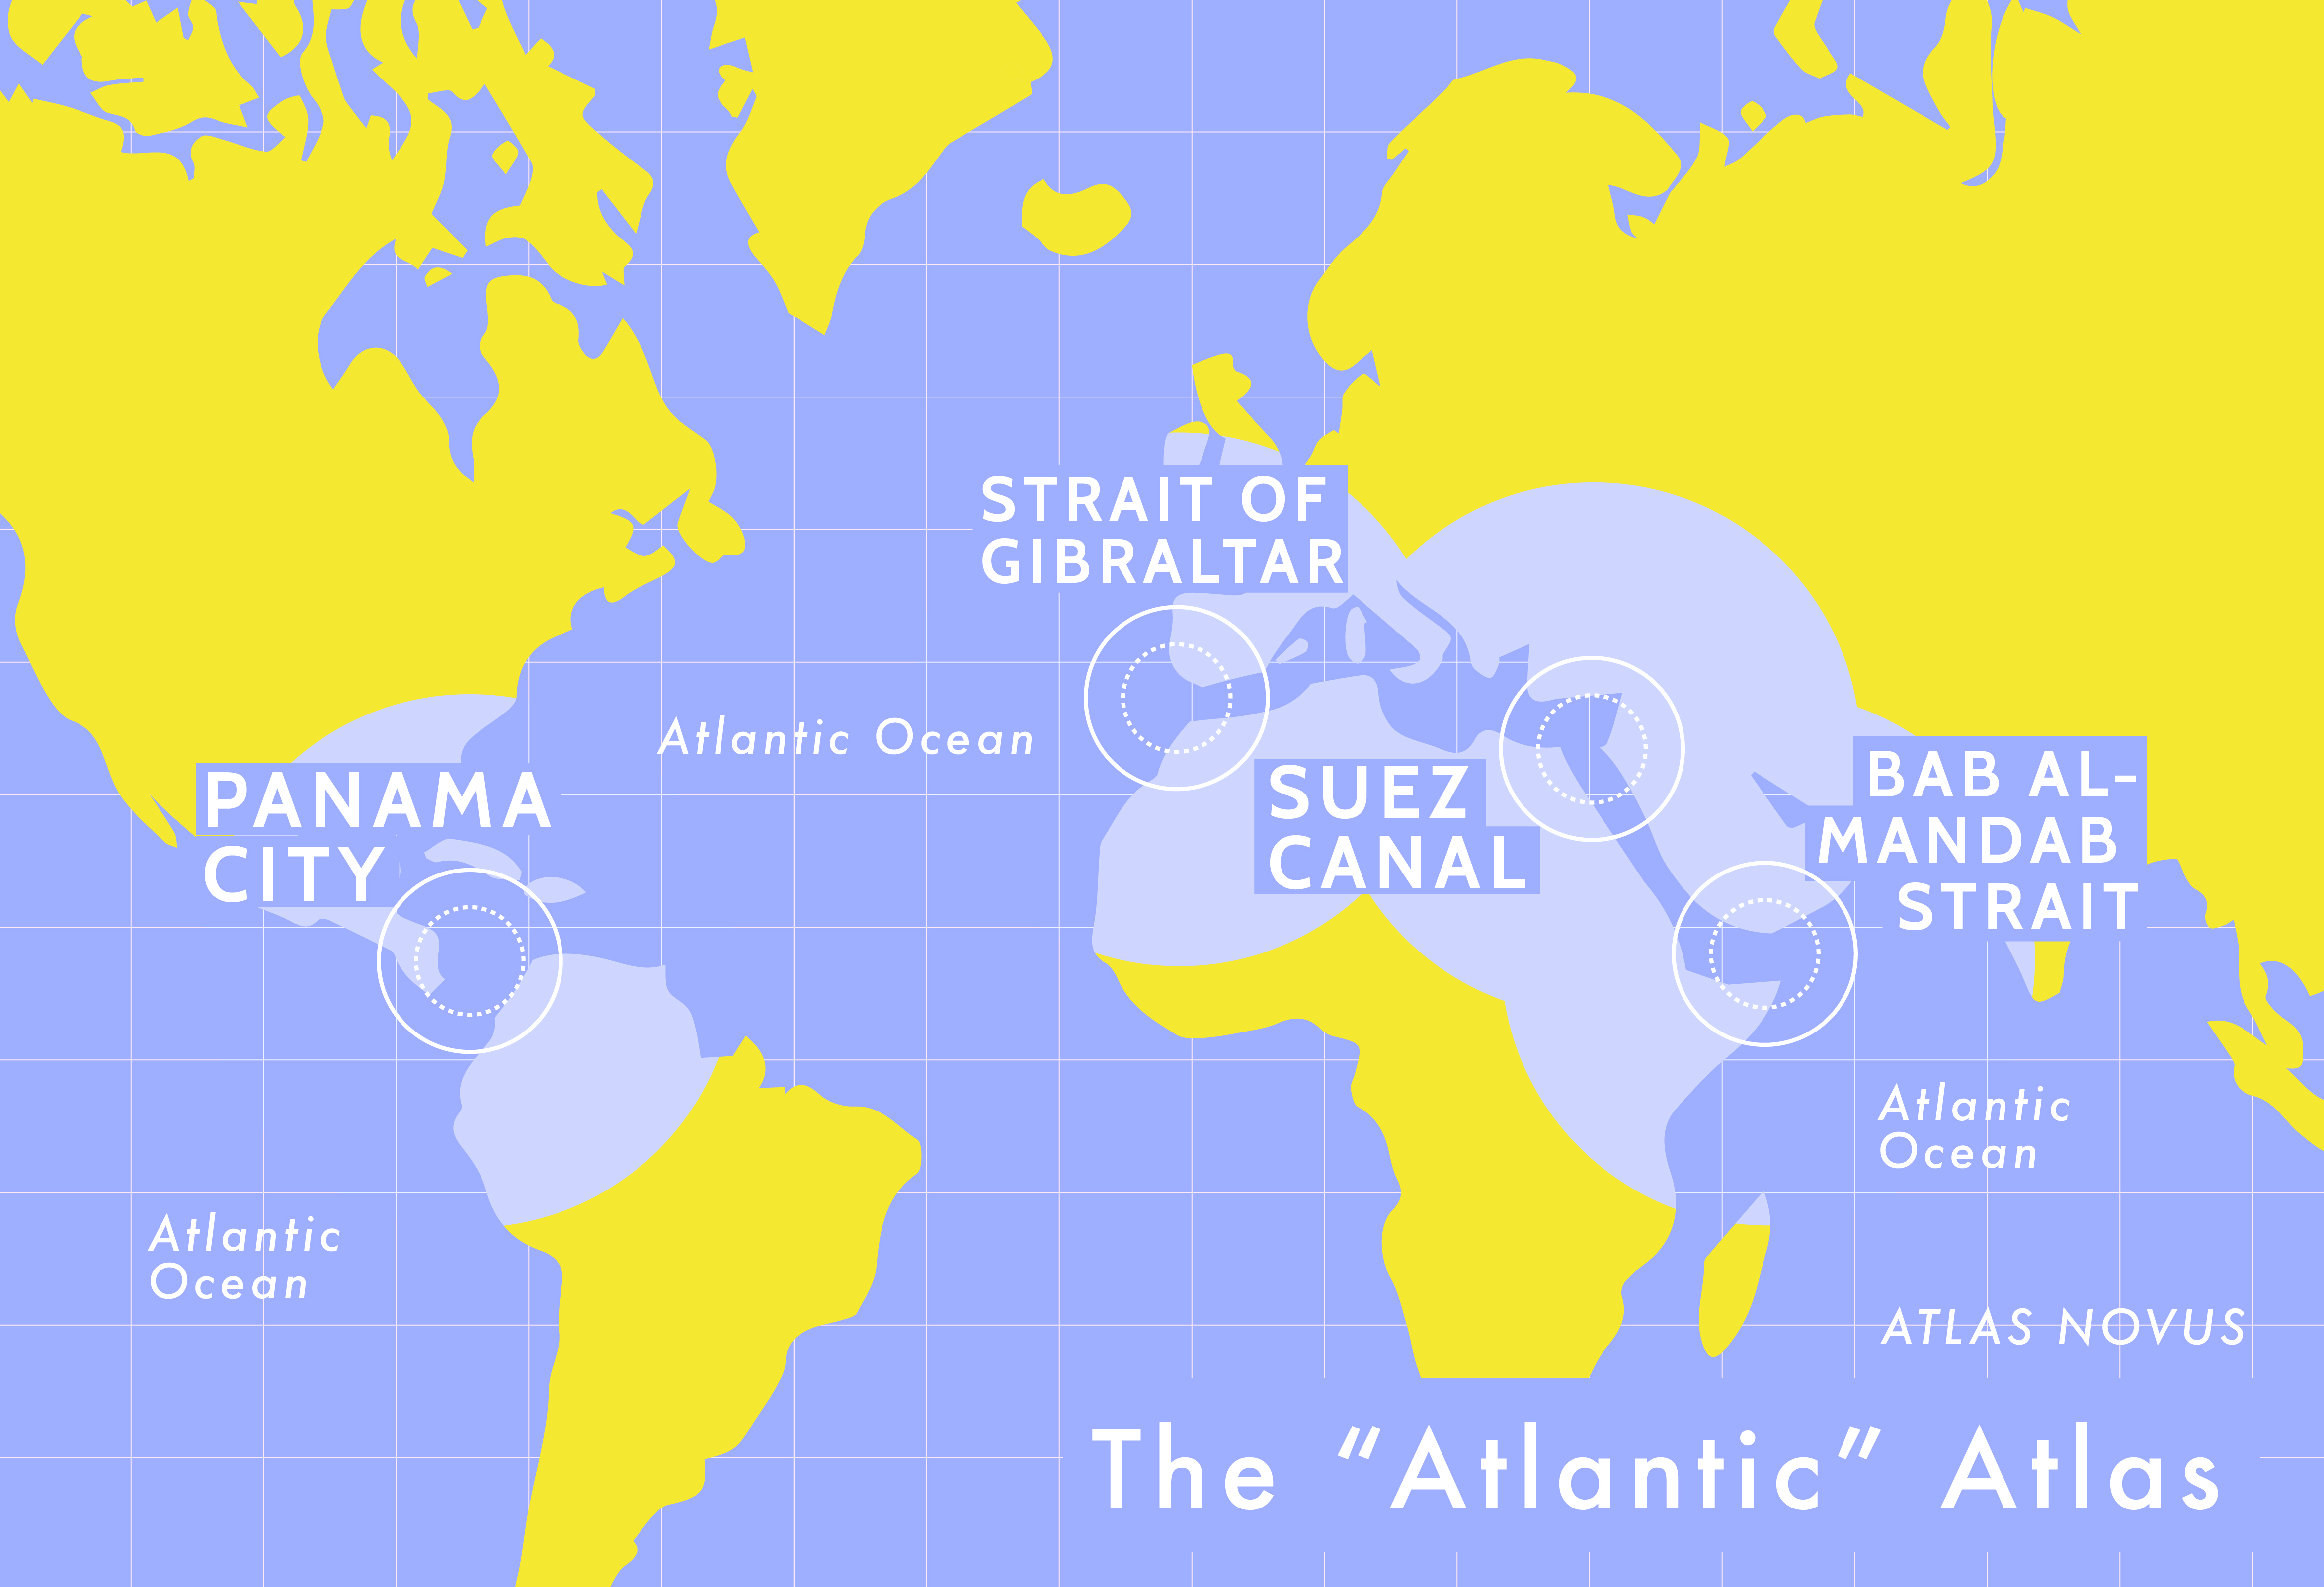 STRAIT OF
GIBRALTAR
Atlantic Ocean
PANAMA
CITY
SUEZ
CANAL
BAB AL-
MANDAB
STRAIT
Atlantic
Ocean
Atlantic
Ocean
ATLAS NOVUS
The “Atlantic” Atlas